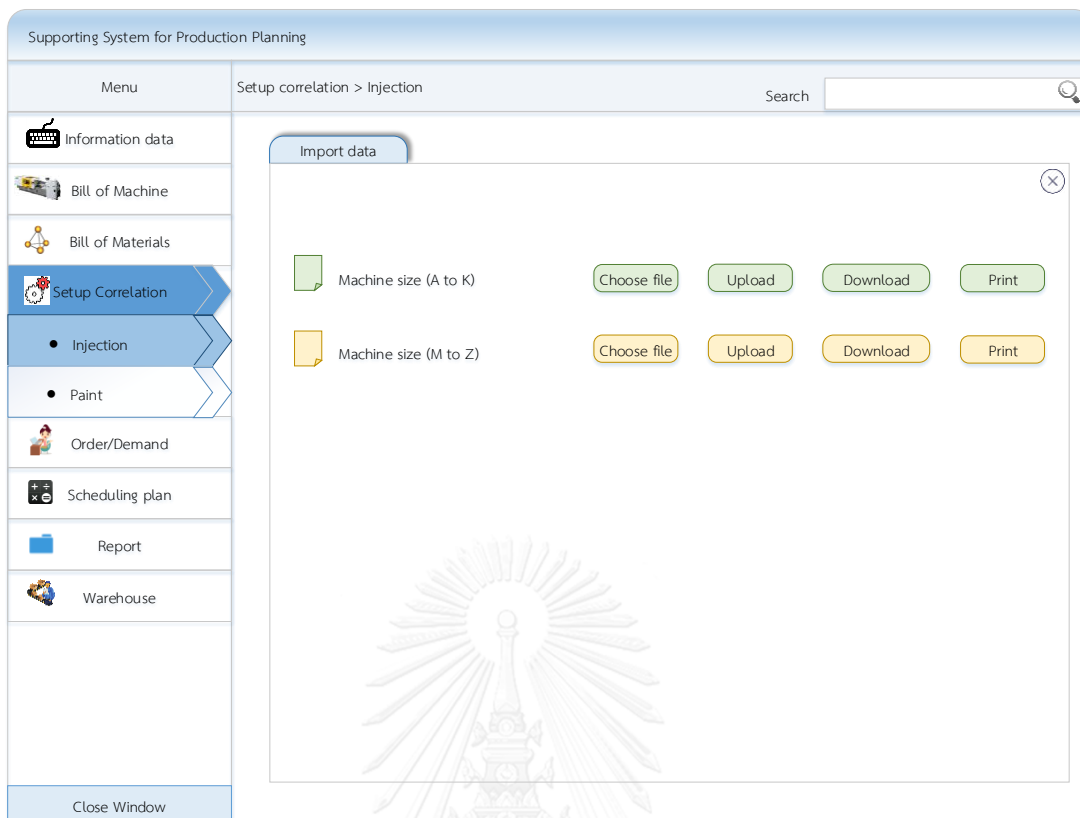 Supporting System for Production Planning
Menu
Setup correlation > Injection
Search
Information data
Bill of Machine
Bill of Materials
Setup Correlation
Injection
Paint
Order/Demand
Scheduling plan
Report
Warehouse
Close Window
Import data
Machine size (A to K) Choose file Upload Download Print
Machine size (M to Z) Choose file Upload Download Print